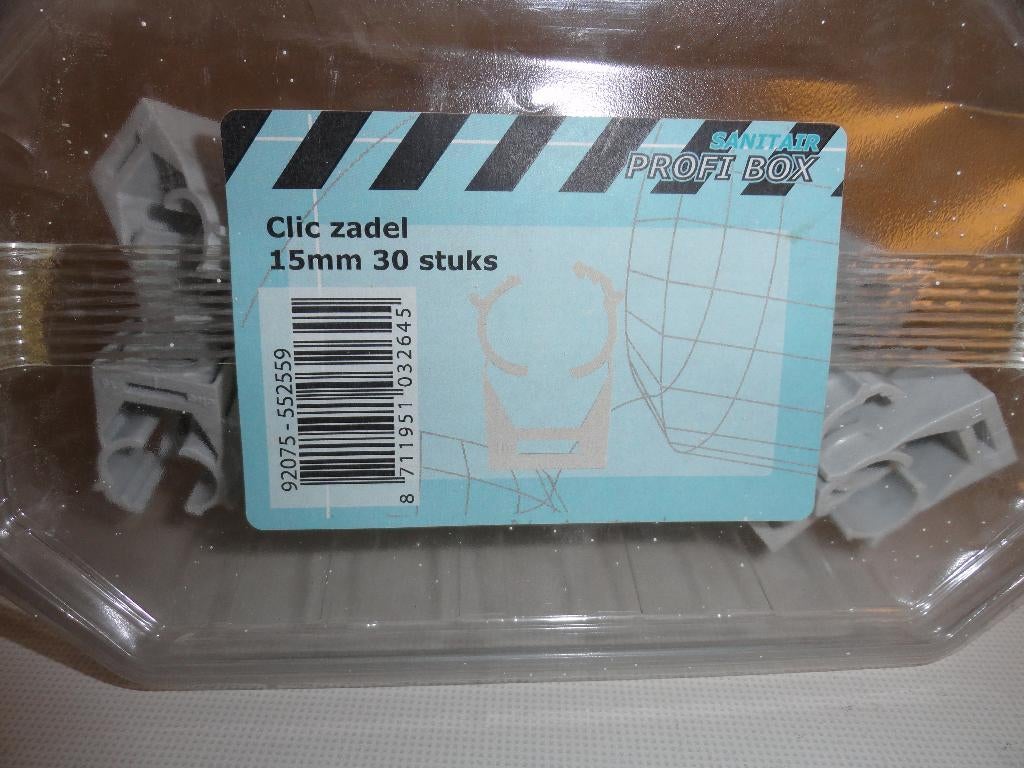 SANITAIR
PROFI BOX
Clic zadel
15mm 30 stuks
92075 - 552559
8 711951 032645